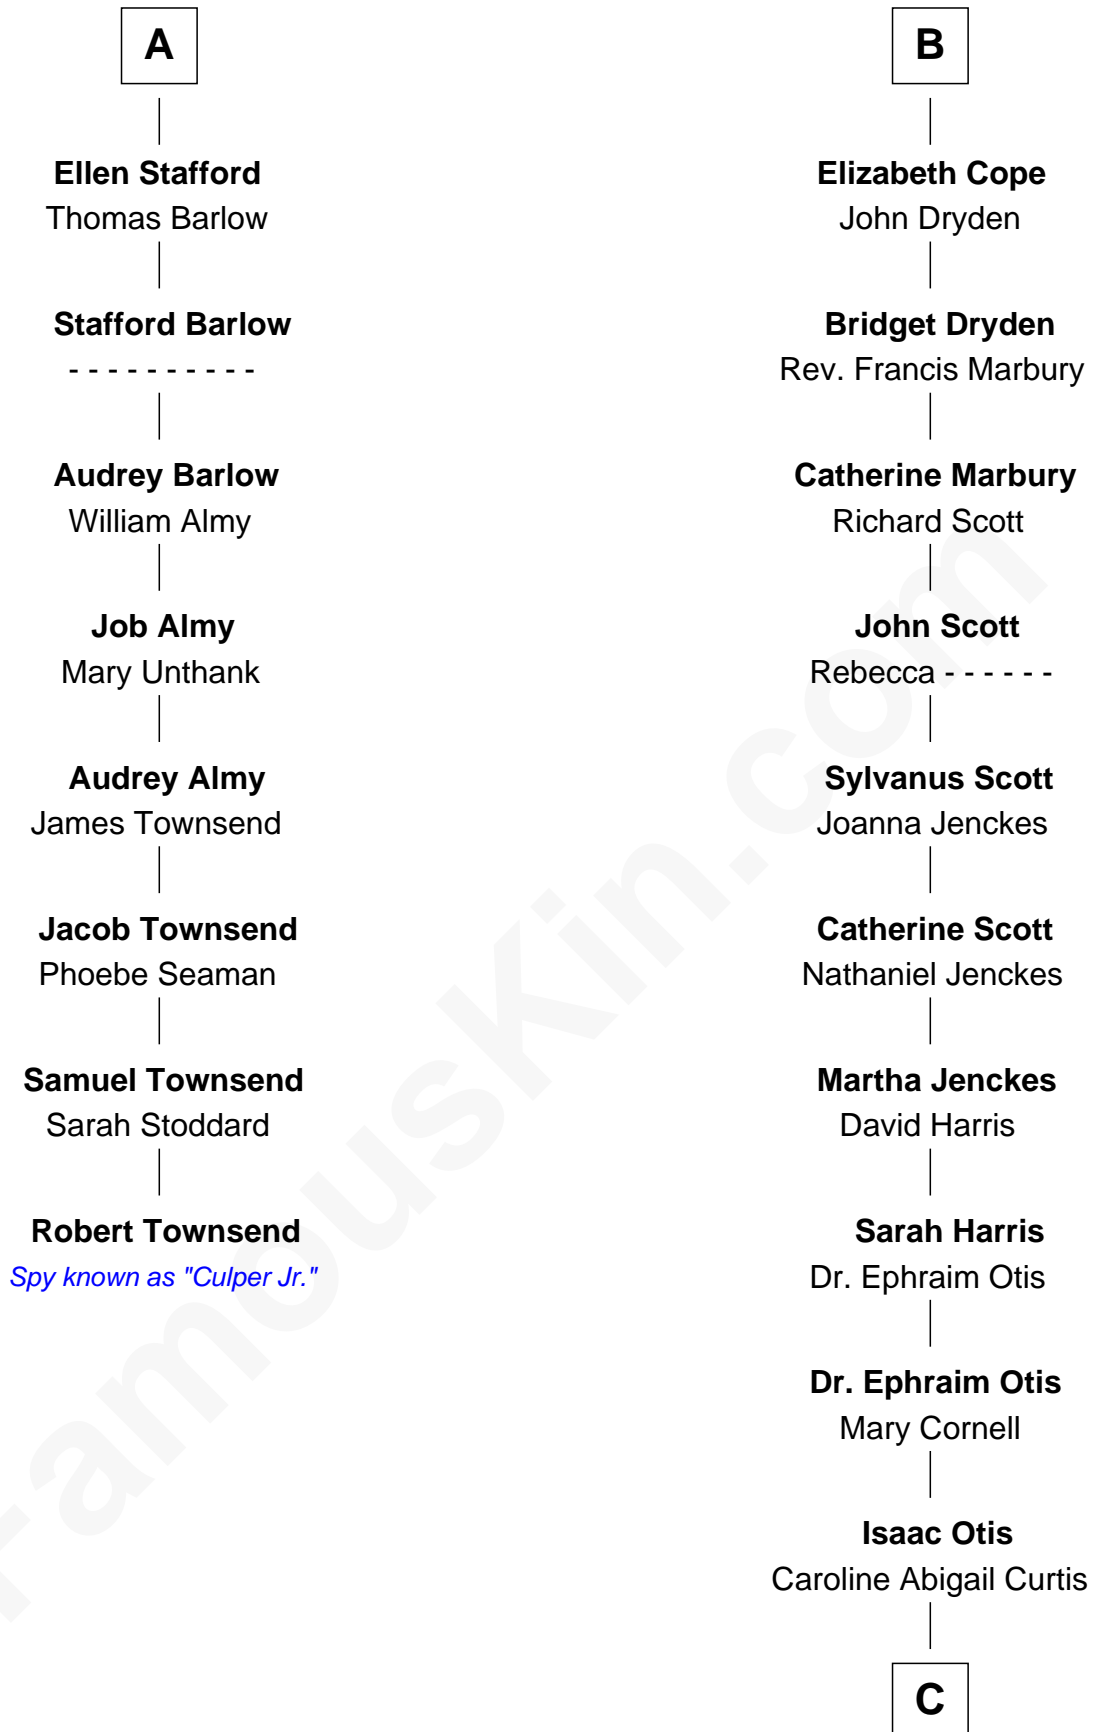 A
Ellen Stafford
Thomas Barlow
Stafford Barlow
- - - - - - - - - -
Audrey Barlow
William Almy
Job Almy
Mary Unthank
Audrey Almy
James Townsend
Jacob Townsend
Phoebe Seaman
Samuel Townsend
Sarah Stoddard
Robert Townsend
Spy known as "Culper Jr."
B
Elizabeth Cope
John Dryden
Bridget Dryden
Rev. Francis Marbury
Catherine Marbury
Richard Scott
John Scott
Rebecca - - - - - -
Sylvanus Scott
Joanna Jenckes
Catherine Scott
Nathaniel Jenckes
Martha Jenckes
David Harris
Sarah Harris
Dr. Ephraim Otis
Dr. Ephraim Otis
Mary Cornell
Isaac Otis
Caroline Abigail Curtis
C
FamousKin.com